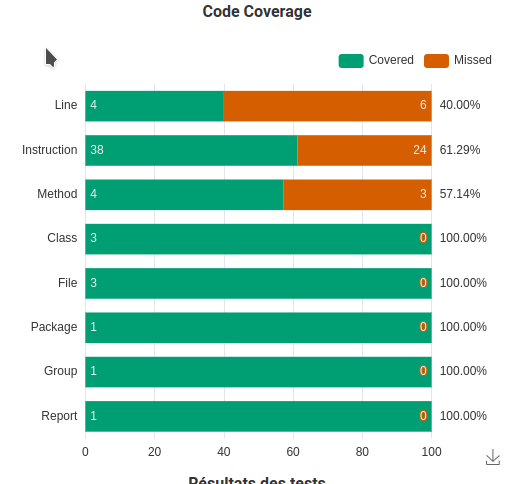 Code Coverage
Covered Missed
Line 4 6 40.00%
Instruction 38 24 61.29%
Method 4 3 57.14%
Class 3 0 100.00%
File 3 0 100.00%
Package 1 0 100.00%
Group 1 0 100.00%
Report 1 0 100.00%
0 20 40 60 80 100
Résultats des tests